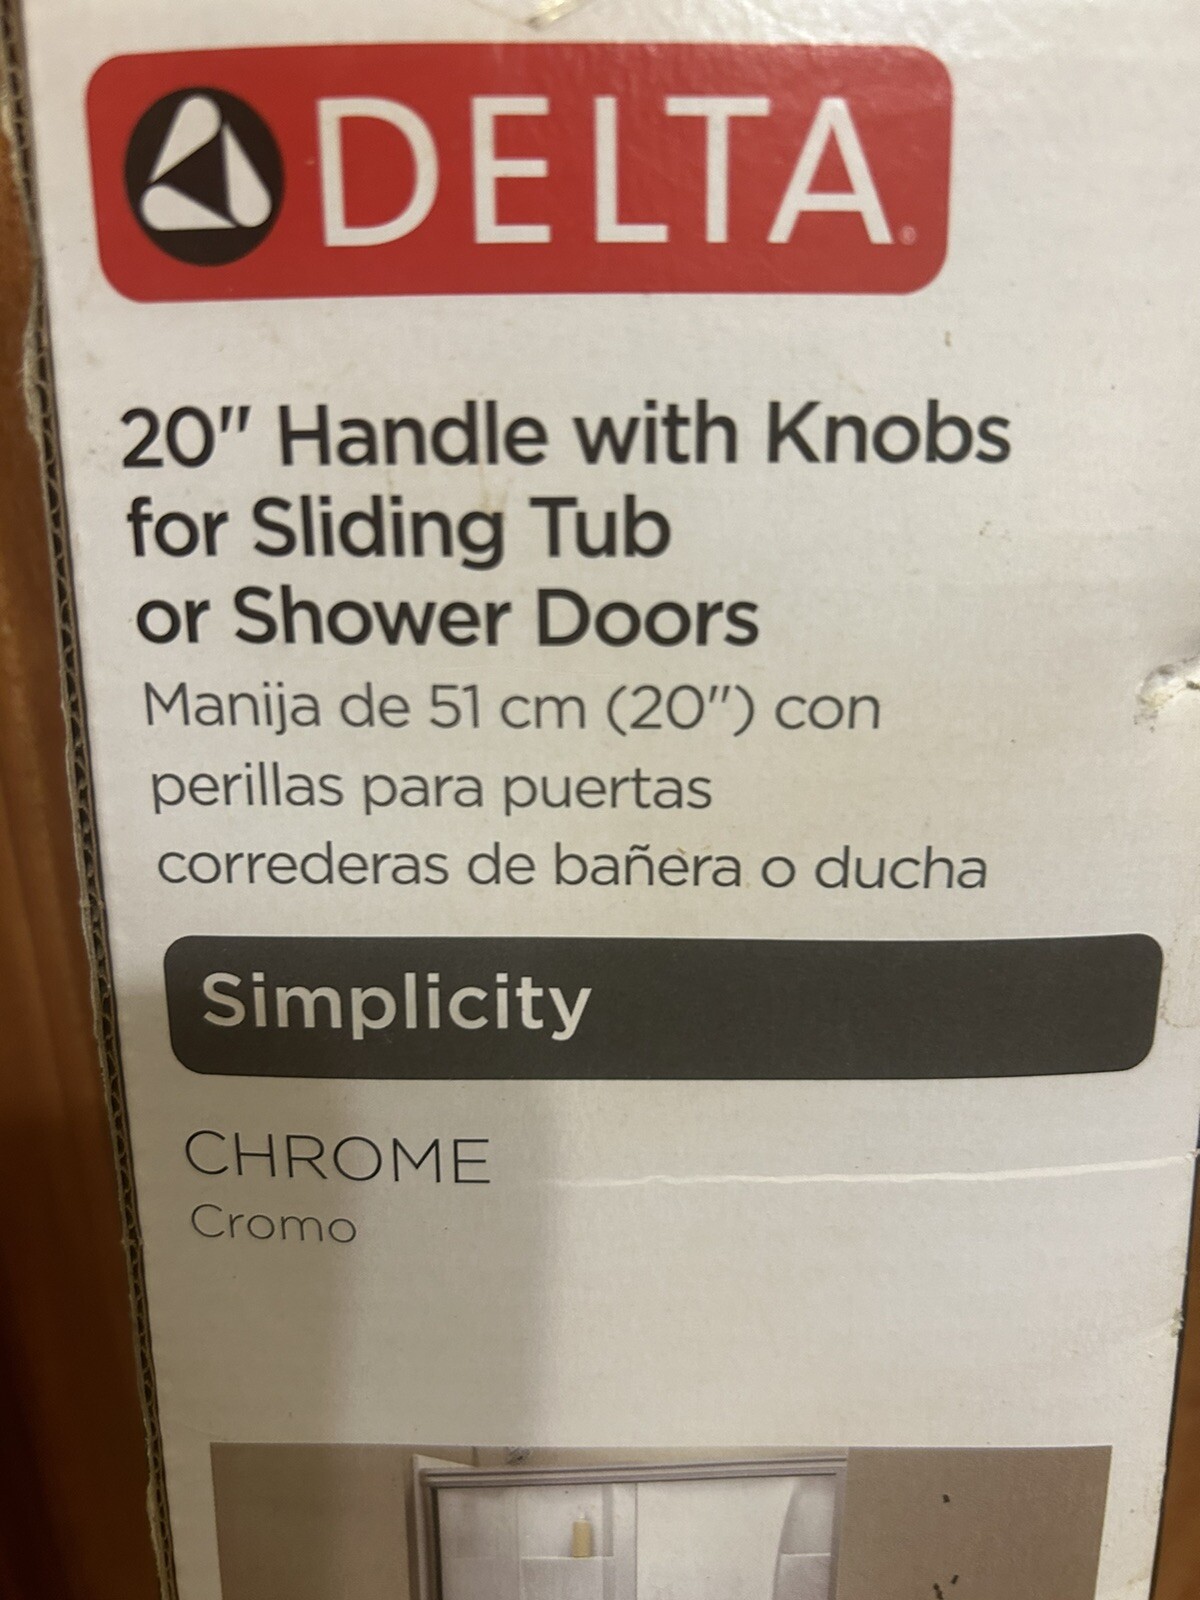 DELTA®
20" Handle with Knobs
for Sliding Tub
or Shower Doors
Manija de 51 cm (20") con
perillas para puertas
correderas de bañera o ducha
Simplicity
CHROME
Cromo